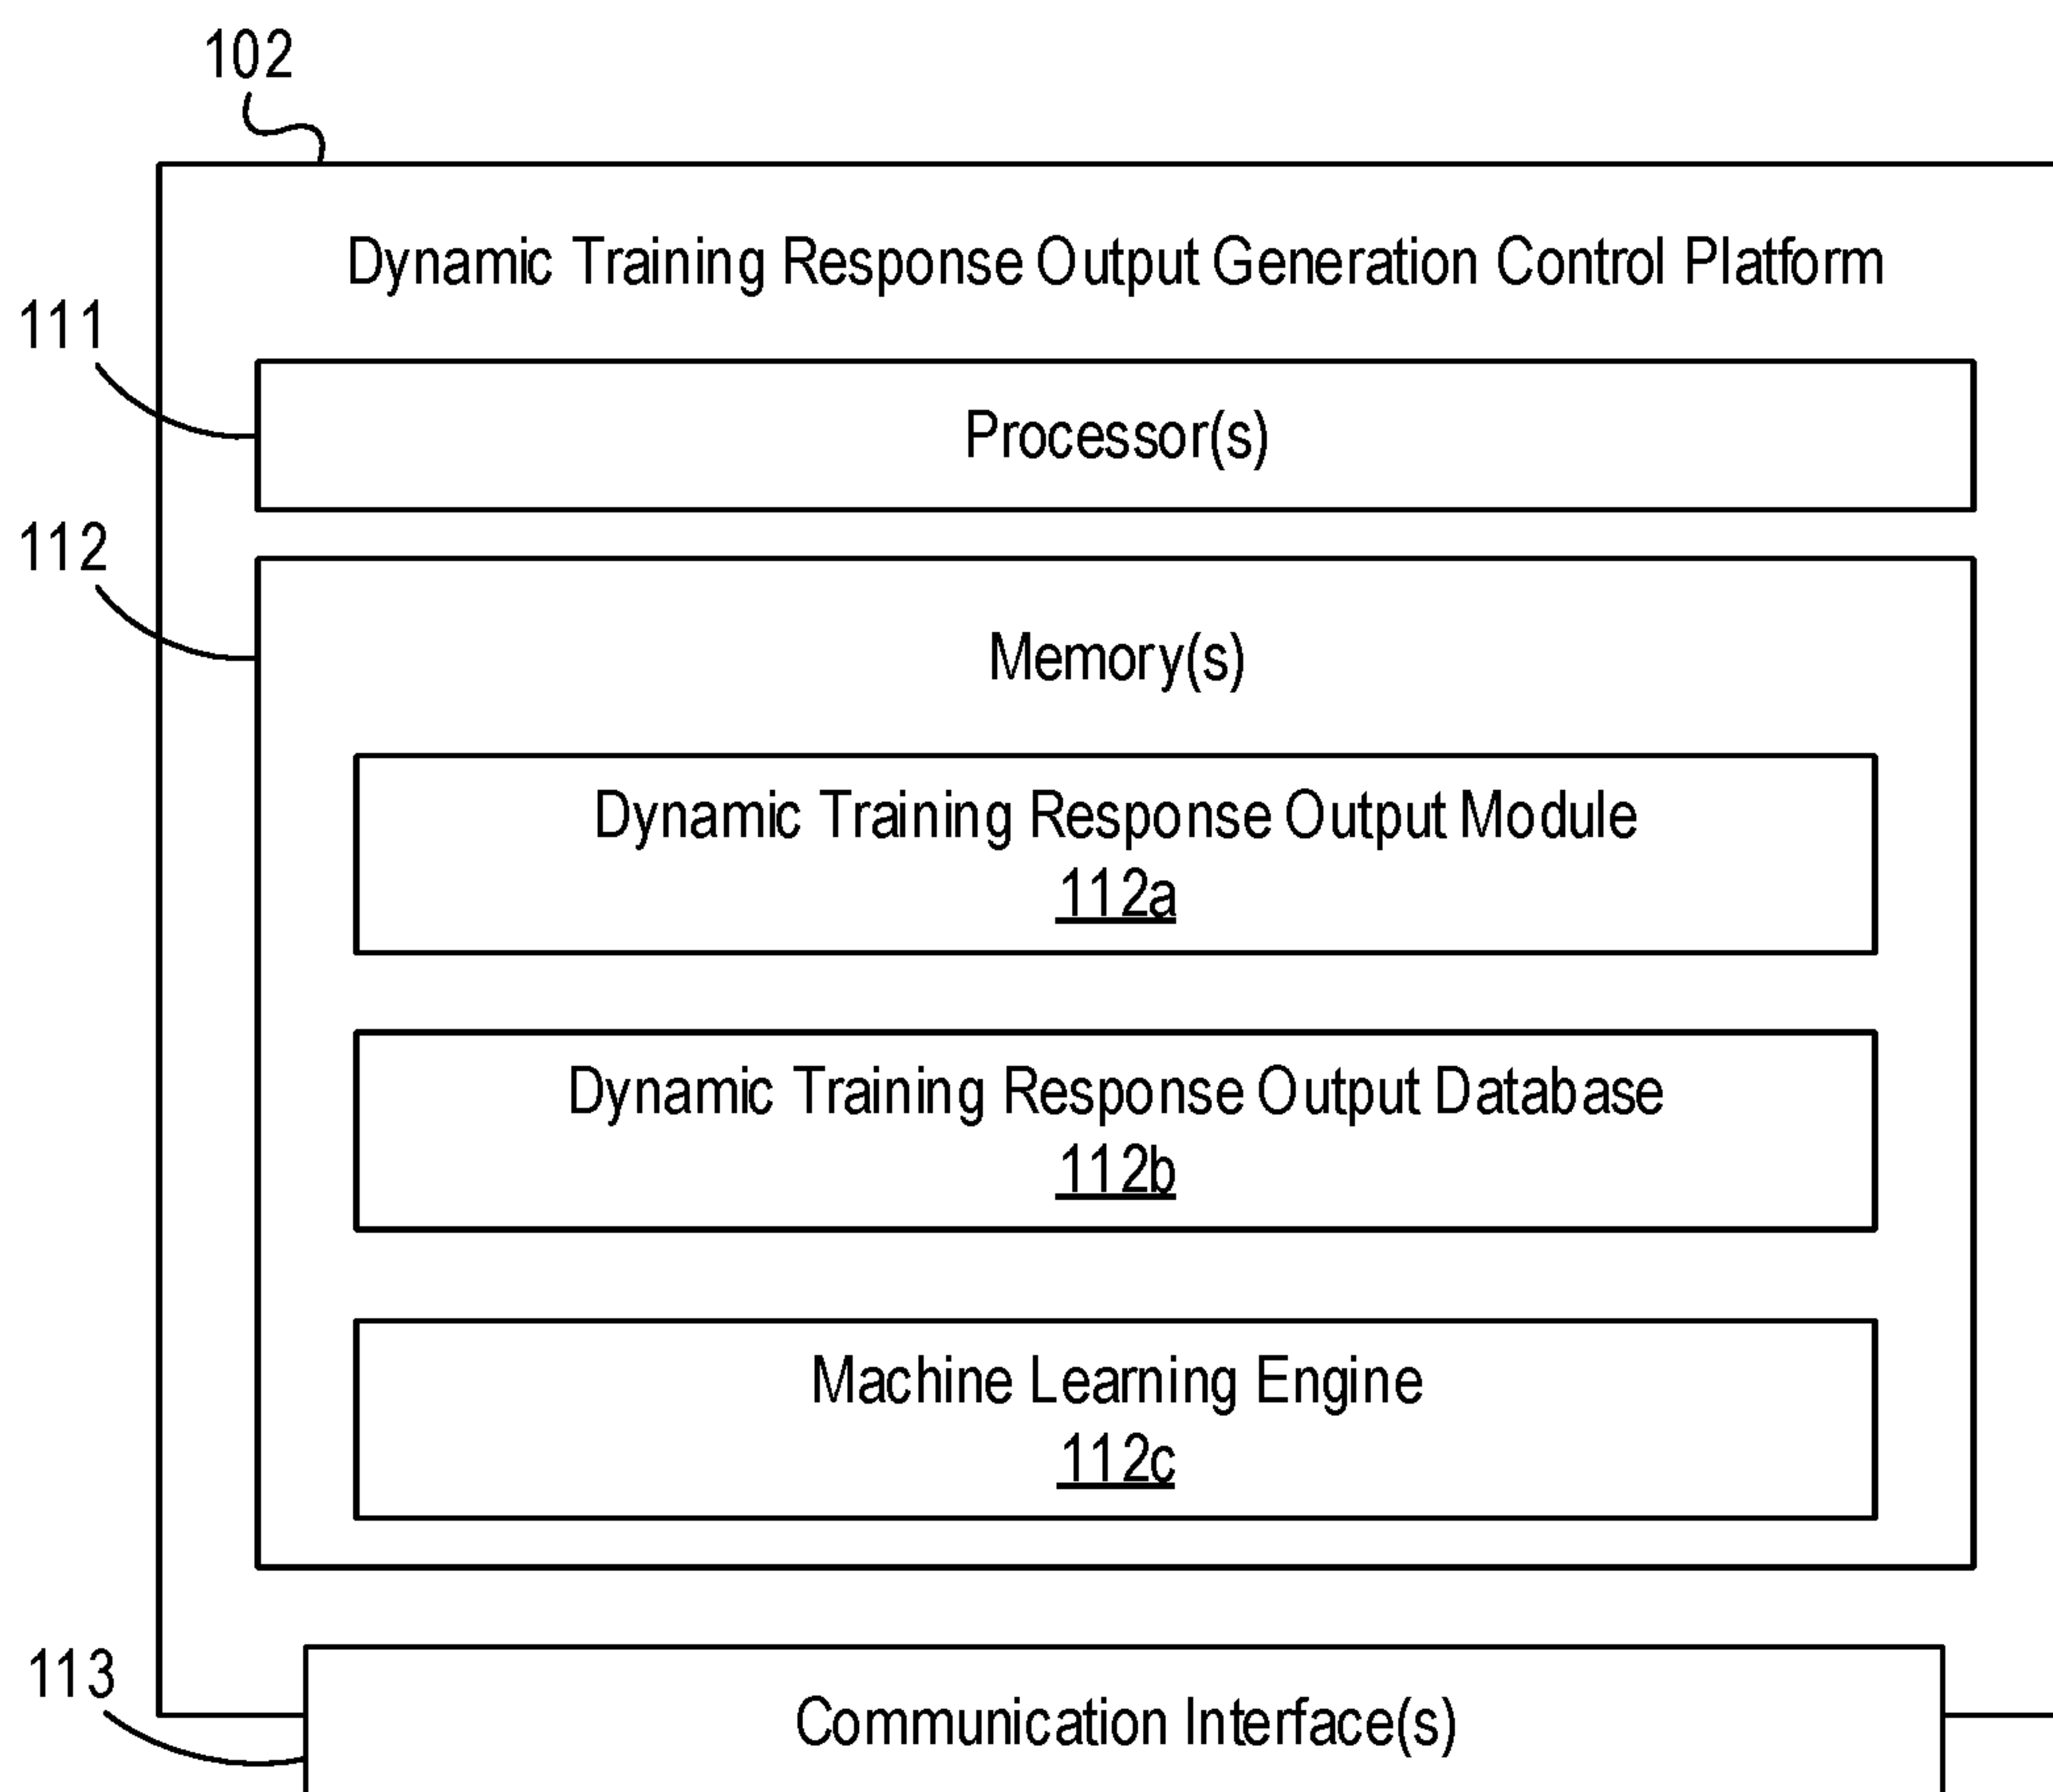 102
Dynamic Training Response Output Generation Control Platform
111
Processor(s)
112
Memory(s)
Dynamic Training Response Output Module
112a
Dynamic Training Response Output Database
112b
Machine Learning Engine
112c
113
Communication Interface(s)